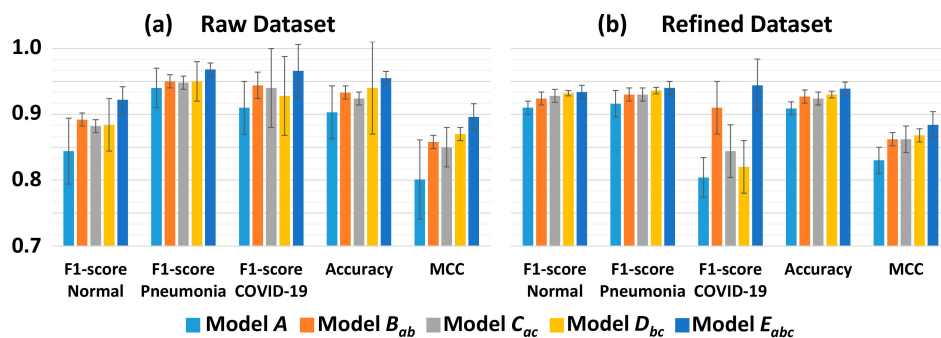 (a) Raw Dataset
(b) Refined Dataset
1.0
0.9
0.8
0.7
F1-score Normal
F1-score Pneumonia
F1-score COVID-19
Accuracy
MCC
F1-score Normal
F1-score Pneumonia
F1-score COVID-19
Accuracy
MCC
Model A Model Bab Model Cac Model Dbc Model Eabc